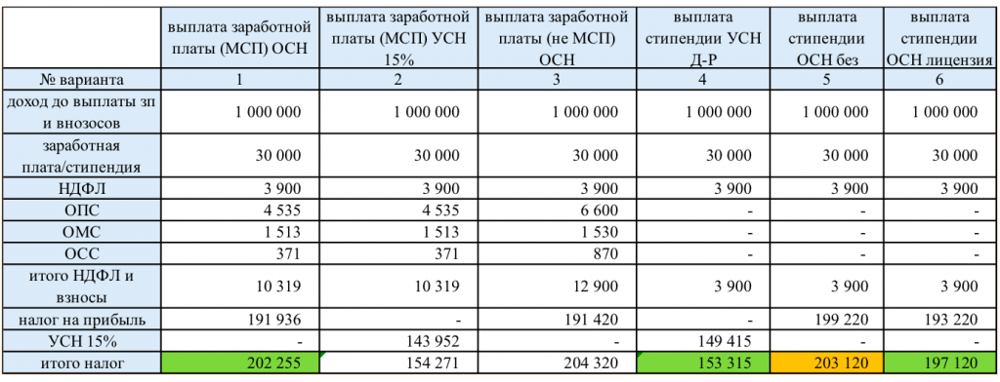 выплата заработной платы (МСП) ОСН | выплата заработной платы (МСП) УСН 15% | выплата заработной платы (не МСП) ОСН | выплата стипендии УСН Д-Р | выплата стипендии ОСН без | выплата стипендии ОСН лицензия
№ варианта 1 2 3 4 5 6
доход до выплаты зп и внозосов 1 000 000 1 000 000 1 000 000 1 000 000 1 000 000 1 000 000
заработная плата/стипендия 30 000 30 000 30 000 30 000 30 000 30 000
НДФЛ 3 900 3 900 3 900 3 900 3 900 3 900
ОПС 4 535 4 535 6 600 - - -
ОМС 1 513 1 513 1 530 - - -
ОСС 371 371 870 - - -
итого НДФЛ и взносы 10 319 10 319 12 900 3 900 3 900 3 900
налог на прибыль 191 936 - 191 420 - 199 220 193 220
УСН 15% - 143 952 - 149 415 - -
итого налог 202 255 154 271 204 320 153 315 203 120 197 120